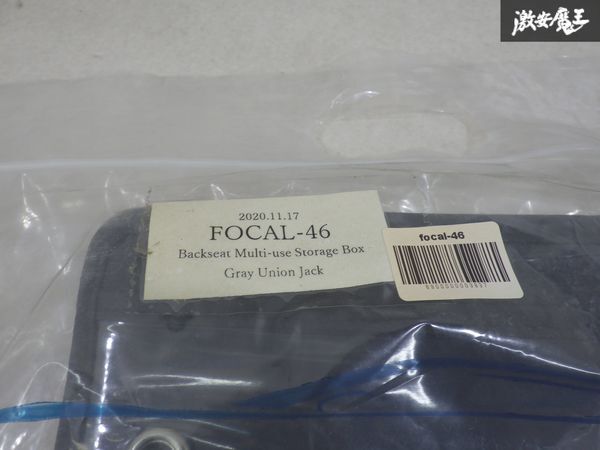 激安魔王
2020.11.17
FOCAL-46
Backseat Multi-use Storage Box
Gray Union Jack
focal-46